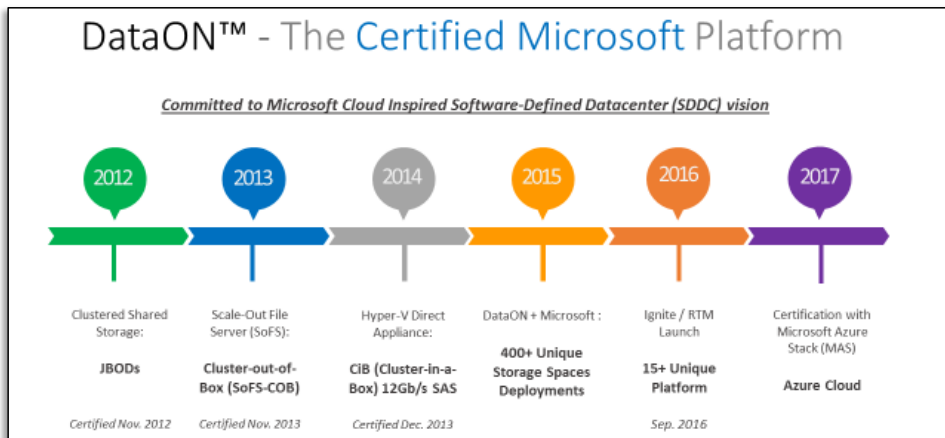 DataON™ - The Certified Microsoft Platform
Committed to Microsoft Cloud Inspired Software-Defined Datacenter (SDDC) vision
2012
2013
2014
2015
2016
2017
Clustered Shared
Storage:
JBODs
Certified Nov. 2012
Scale-Out File
Server (SoFS):
Cluster-out-of-
Box (SoFS-COB)
Certified Nov. 2013
Hyper-V Direct
Appliance:
CiB (Cluster-in-a-
Box) 12Gb/s SAS
Certified Dec. 2013
DataON + Microsoft :
400+ Unique
Storage Spaces
Deployments
Ignite / RTM
Launch
15+ Unique
Platform
Sep. 2016
Certification with
Microsoft Azure
Stack (MAS)
Azure Cloud